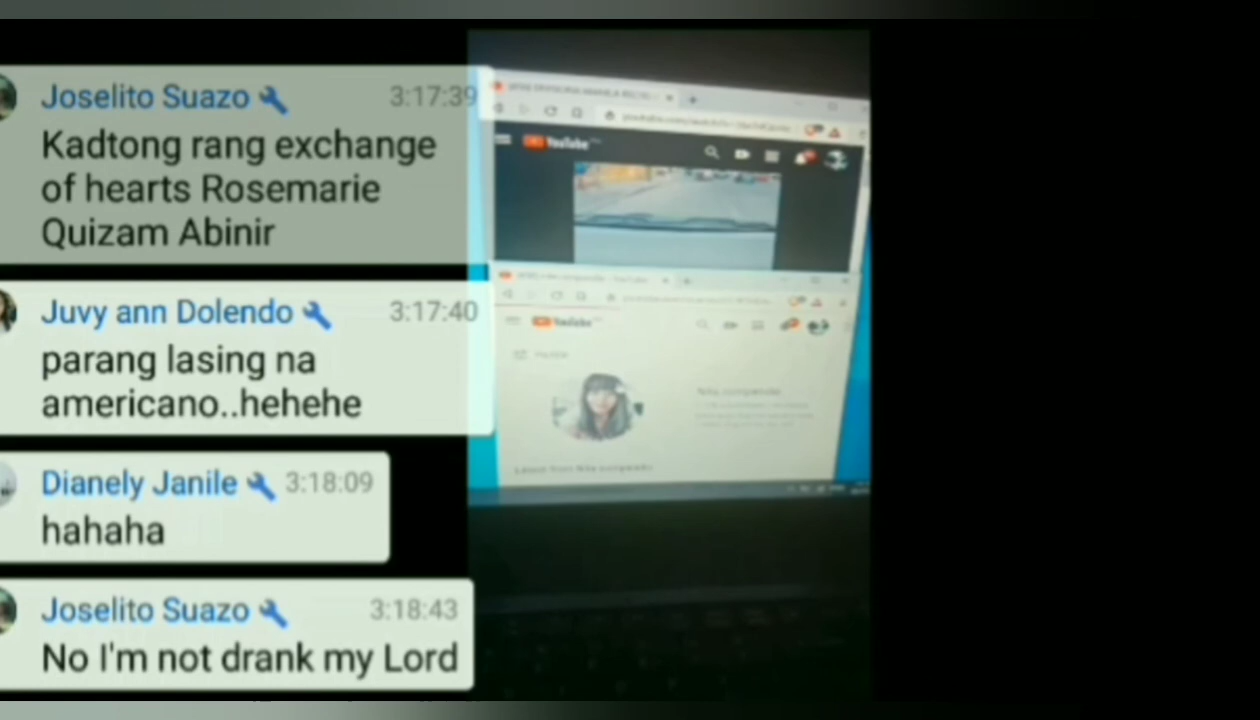 Joselito Suazo 3:17:39
Kadtong rang exchange
of hearts Rosemarie
Quizam Abinir
Juvy ann Dolendo 3:17:40
parang lasing na
americano..hehehe
Dianely Janile 3:18:09
hahaha
Joselito Suazo 3:18:43
No I'm not drank my Lord
YouTube
YouTube